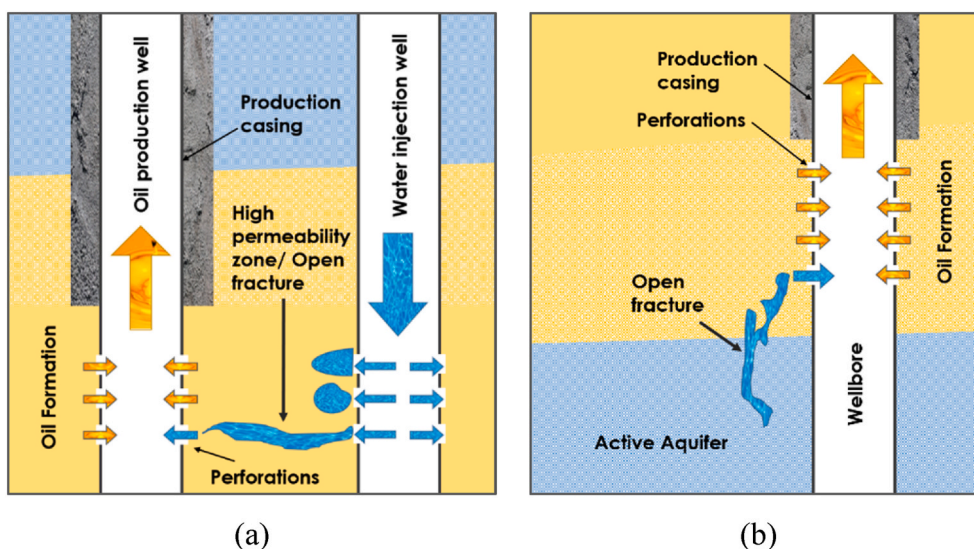 Oil production well
Production
casing
Water injection well
High
permeability
zone/ Open
fracture
Oil Formation
Perforations
(a)
Production
casing
Perforations
Oil Formation
Open
fracture
Wellbore
Active Aquifer
(b)